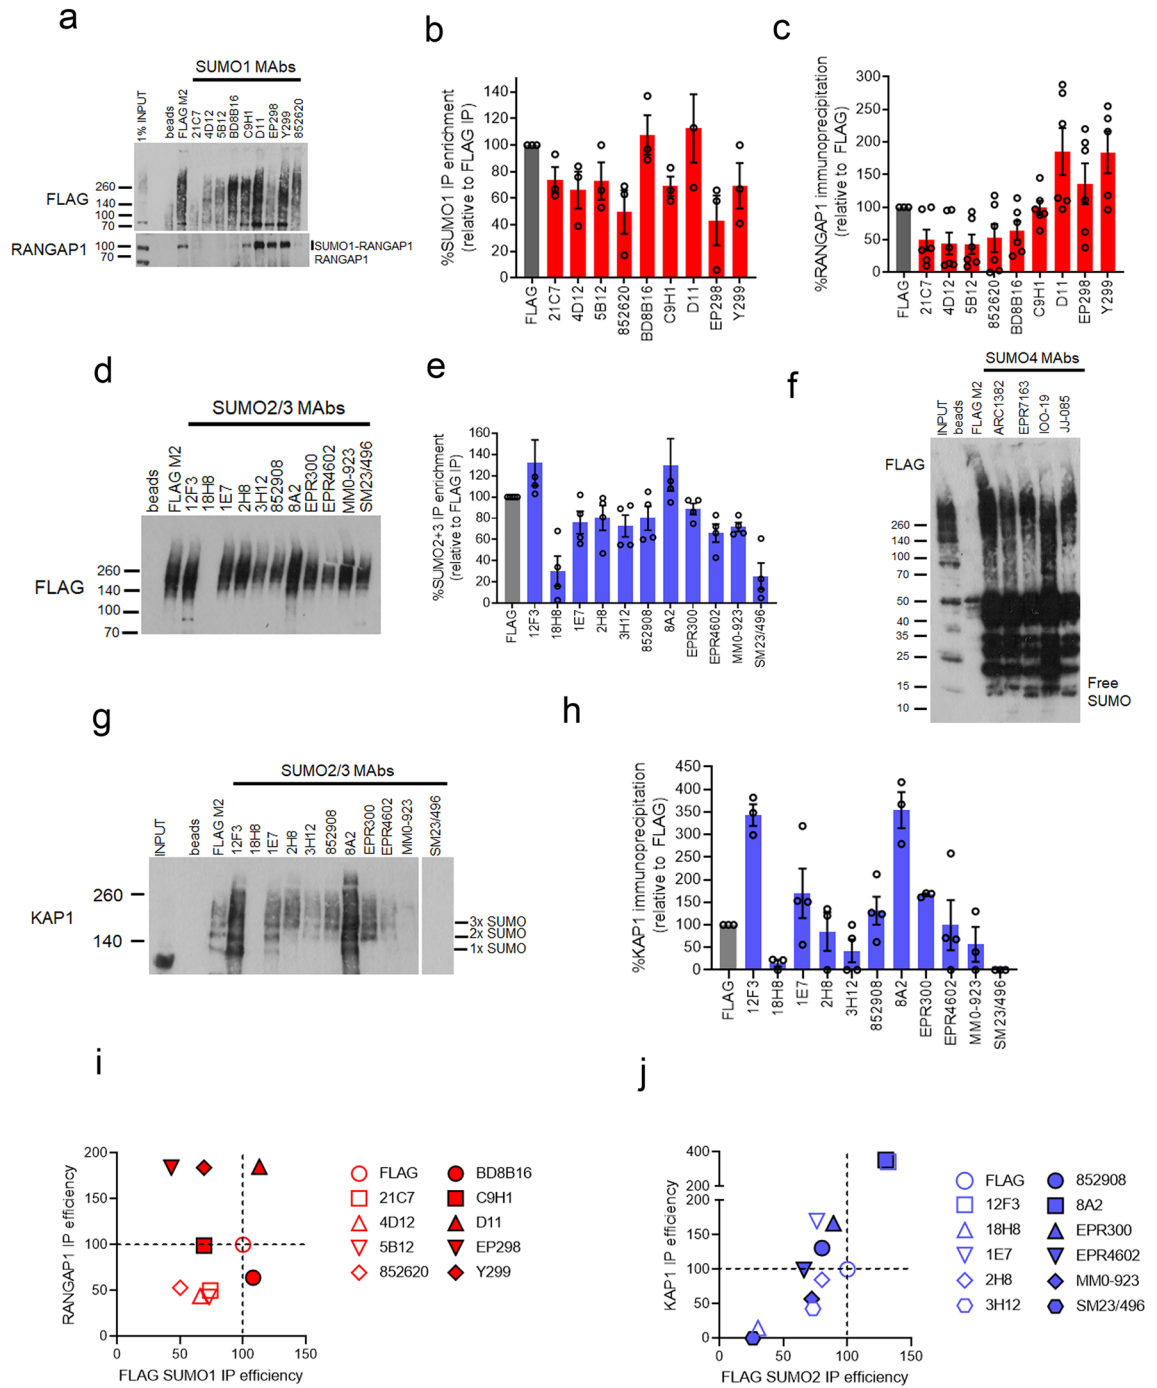 a
SUMO1 MAbs
1% INPUT
beads
FLAG M2
21C7
4D12
5B12
BD8B16
C9H1
D11
EP298
Y299
852620
FLAG
260
140
100
70
RANGAP1
100
70
SUMO1-RANGAP1
RANGAP1
b
%SUMO1 IP enrichment
(relative to FLAG IP)
140
120
100
80
60
40
20
0
FLAG
21C7
4D12
5B12
852620
BD8B16
C9H1
D11
EP298
Y299
c
%RANGAP1 immunoprecipitation
(relative to FLAG)
300
250
200
150
100
50
0
FLAG
21C7
4D12
5B12
852620
BD8B16
C9H1
D11
EP298
Y299
d
SUMO2/3 MAbs
beads
FLAG M2
12F3
18H8
1E7
2H8
3H12
852908
8A2
EPR300
EPR4602
MM0-923
SM23/496
FLAG
260
140
100
70
e
%SUMO2+3 IP enrichment
(relative to FLAG IP)
160
140
120
100
80
60
40
20
0
FLAG
12F3
18H8
1E7
2H8
3H12
852908
8A2
EPR300
EPR4602
MM0-923
SM23/496
f
SUMO4 MAbs
INPUT
beads
FLAG M2
ARC1382
EPR7163
IOO-19
JJ-085
FLAG
260
140
100
70
50
40
35
25
15
10
Free
SUMO
g
SUMO2/3 MAbs
INPUT
beads
FLAG M2
12F3
18H8
1E7
2H8
3H12
852908
8A2
EPR300
EPR4602
MM0-923
SM23/496
KAP1
260
140
3x SUMO
2x SUMO
1x SUMO
h
%KAP1 immunoprecipitation
(relative to FLAG)
450
400
350
300
250
200
150
100
50
0
FLAG
12F3
18H8
1E7
2H8
3H12
852908
8A2
EPR300
EPR4602
MM0-923
SM23/496
i
RANGAP1 IP efficiency
200
150
100
50
0
0 50 100 150
FLAG SUMO1 IP efficiency
FLAG
21C7
4D12
5B12
852620
BD8B16
C9H1
D11
EP298
Y299
j
KAP1 IP efficiency
400
200
200
150
100
50
0
0 50 100 150
FLAG SUMO2 IP efficiency
FLAG
12F3
18H8
1E7
2H8
3H12
852908
8A2
EPR300
EPR4602
MM0-923
SM23/496